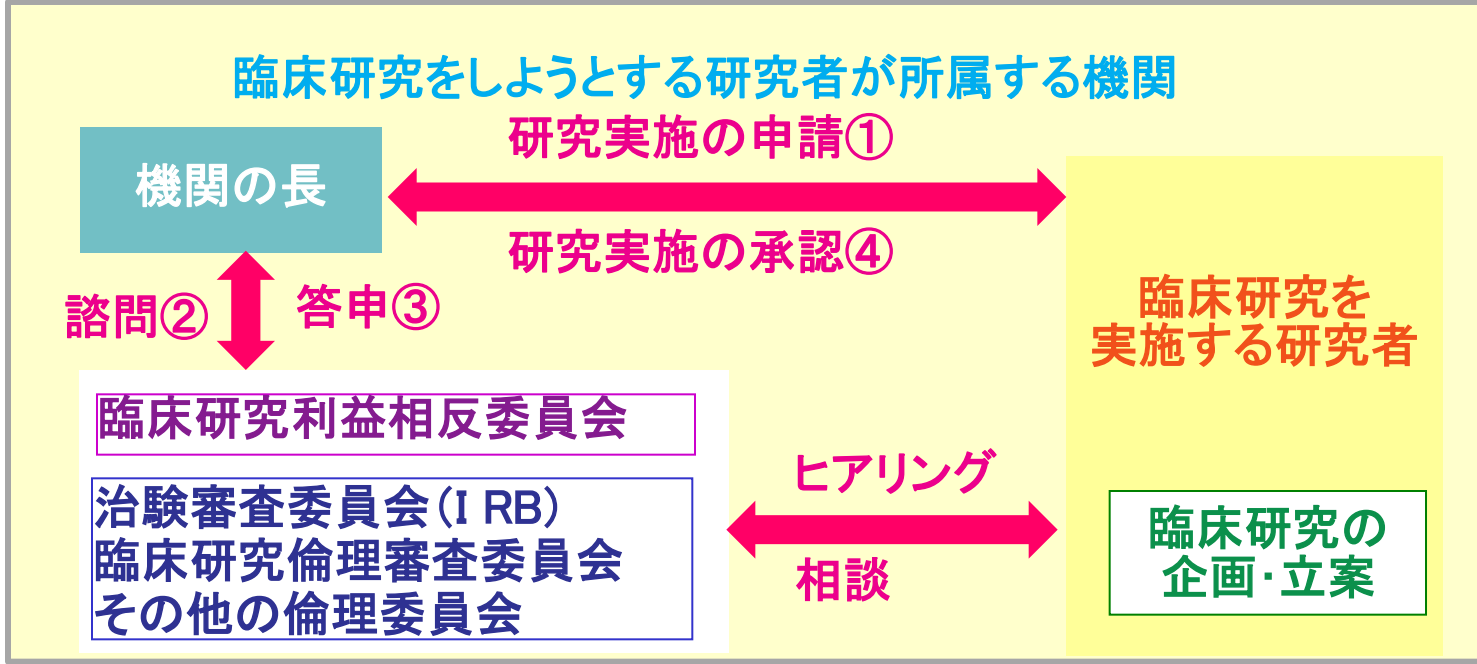 臨床研究をしようとする研究者が所属する機関
研究実施の申請①
機関の長
研究実施の承認④
諮問②
答申③
臨床研究を
実施する研究者
臨床研究利益相反委員会
治験審査委員会(I RB)
臨床研究倫理審査委員会
その他の倫理委員会
ヒアリング
相談
臨床研究の
企画・立案